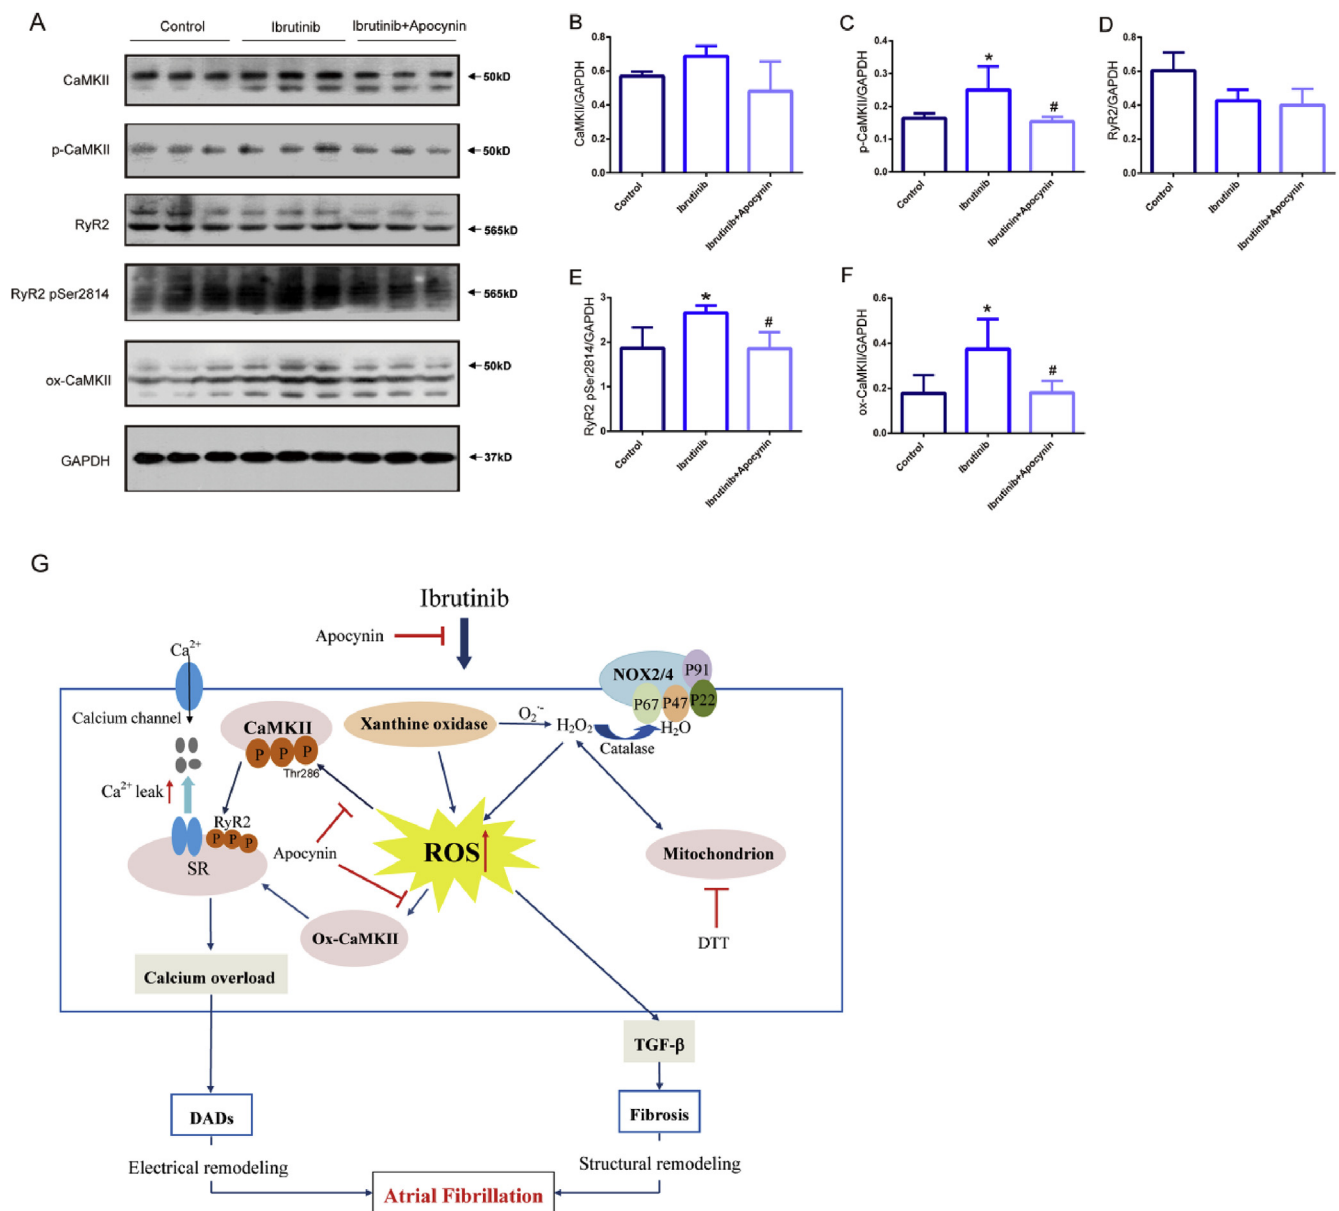 A
Control
Ibrutinib
Ibrutinib+Apocynin
CaMKII
50kD
p-CaMKII
50kD
RyR2
565kD
RyR2 pSer2814
565kD
ox-CaMKII
50kD
GAPDH
37kD
B
CaMKII/GAPDH
0.8
0.6
0.4
0.2
0.0
Control
Ibrutinib
Ibrutinib+Apocynin
C
p-CaMKII/GAPDH
0.4
0.3
0.2
0.1
0.0
*
#
Control
Ibrutinib
Ibrutinin+Apocynin
D
RyR2/GAPDH
0.8
0.6
0.4
0.2
0.0
Control
Ibrutinib
Ibrutinib+Apocynin
E
RyR2 pSer2814/GAPDH
3
2
1
0
*
#
Control
Ibrutinib
Ibrutinib+Apocynin
F
ox-CaMKII/GAPDH
0.6
0.4
0.2
0.0
*
#
Control
Ibrutinib
Ibrutinib+Apocynin
G
Ibrutinib
Apocynin
Ca²⁺
NOX2/4
P91
P67
P47
P22
Calcium channel
CaMKII
P P P
Thr286
Xanthine oxidase
O₂˙⁻
H₂O₂
H₂O
Catalase
Ca²⁺ leak
RyR2
P P P
SR
Apocynin
ROS
Mitochondrion
Ox-CaMKII
DTT
Calcium overload
TGF-β
DADs
Fibrosis
Electrical remodeling
Structural remodeling
Atrial Fibrillation